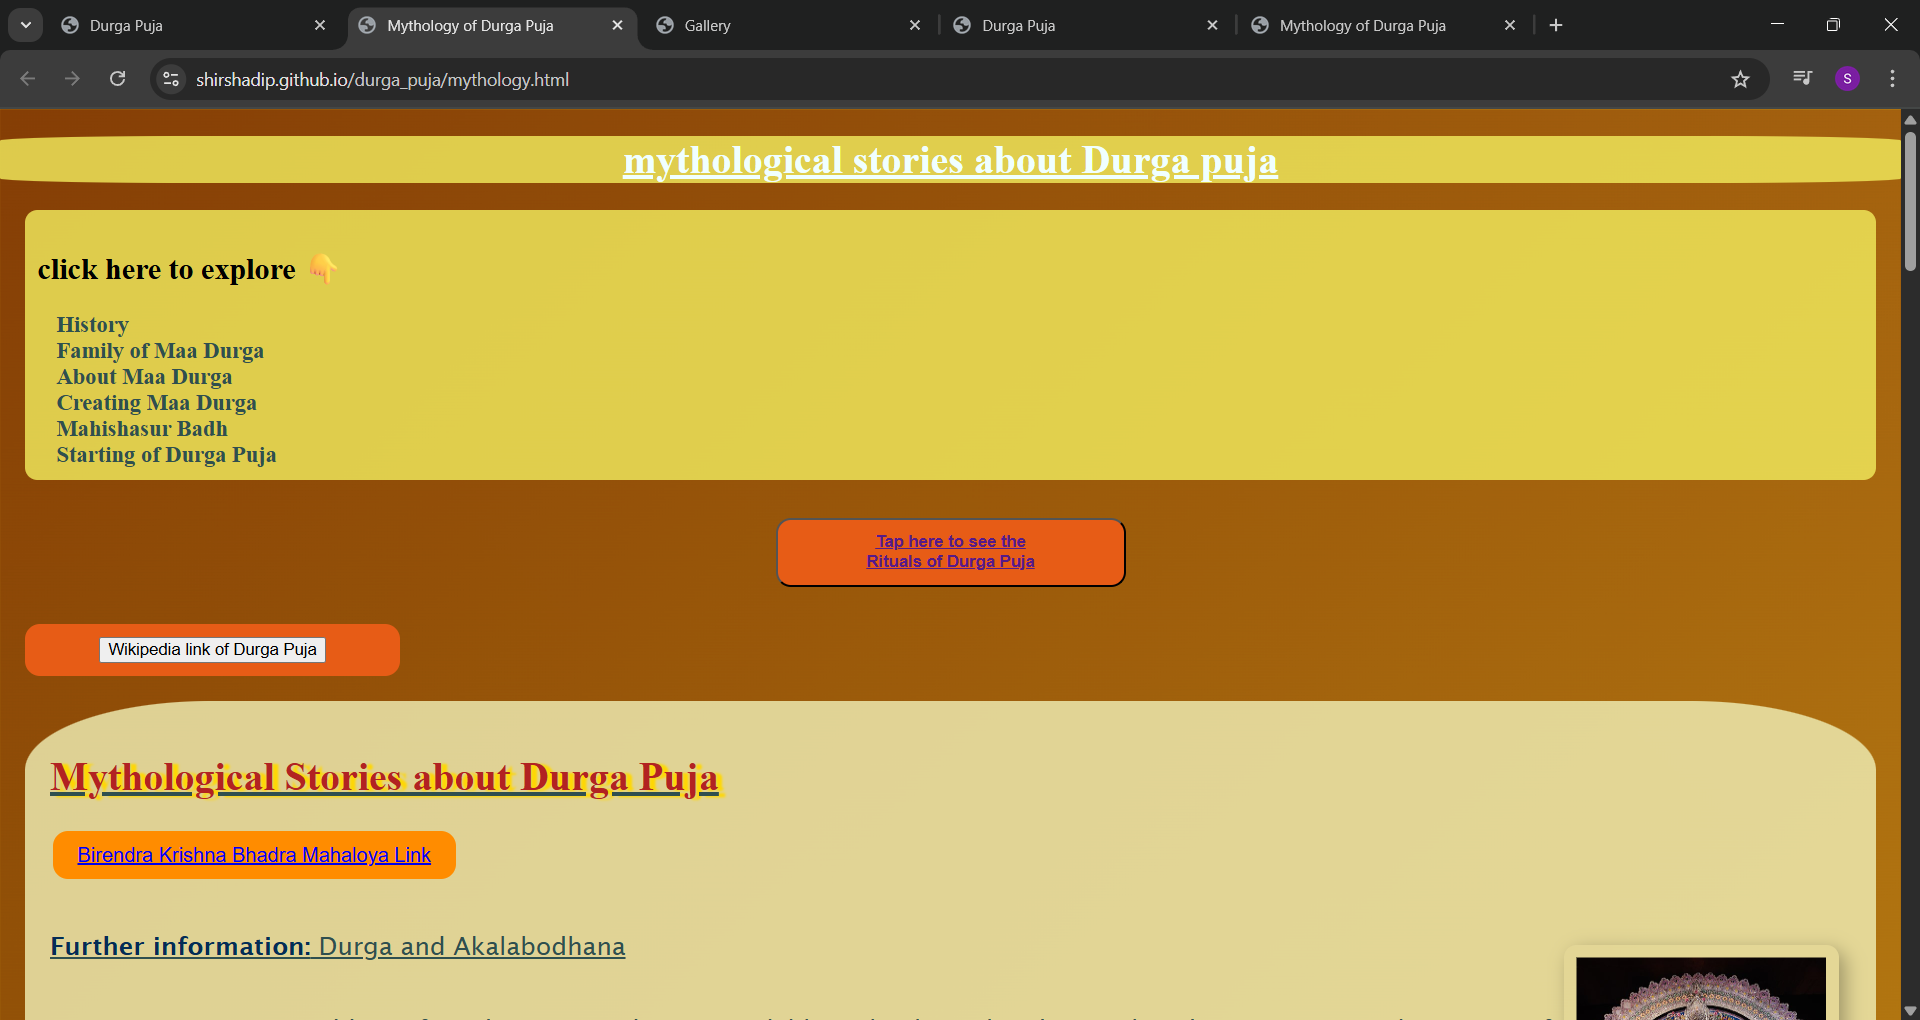 Durga Puja
Mythology of Durga Puja
Gallery
Durga Puja
Mythology of Durga Puja
shirshadip.github.io/durga_puja/mythology.html
S
mythological stories about Durga puja
click here to explore 👇
History
Family of Maa Durga
About Maa Durga
Creating Maa Durga
Mahishasur Badh
Starting of Durga Puja
Tap here to see the
Rituals of Durga Puja
Wikipedia link of Durga Puja
Mythological Stories about Durga Puja
Birendra Krishna Bhadra Mahaloya Link
Further information: Durga and Akalabodhana